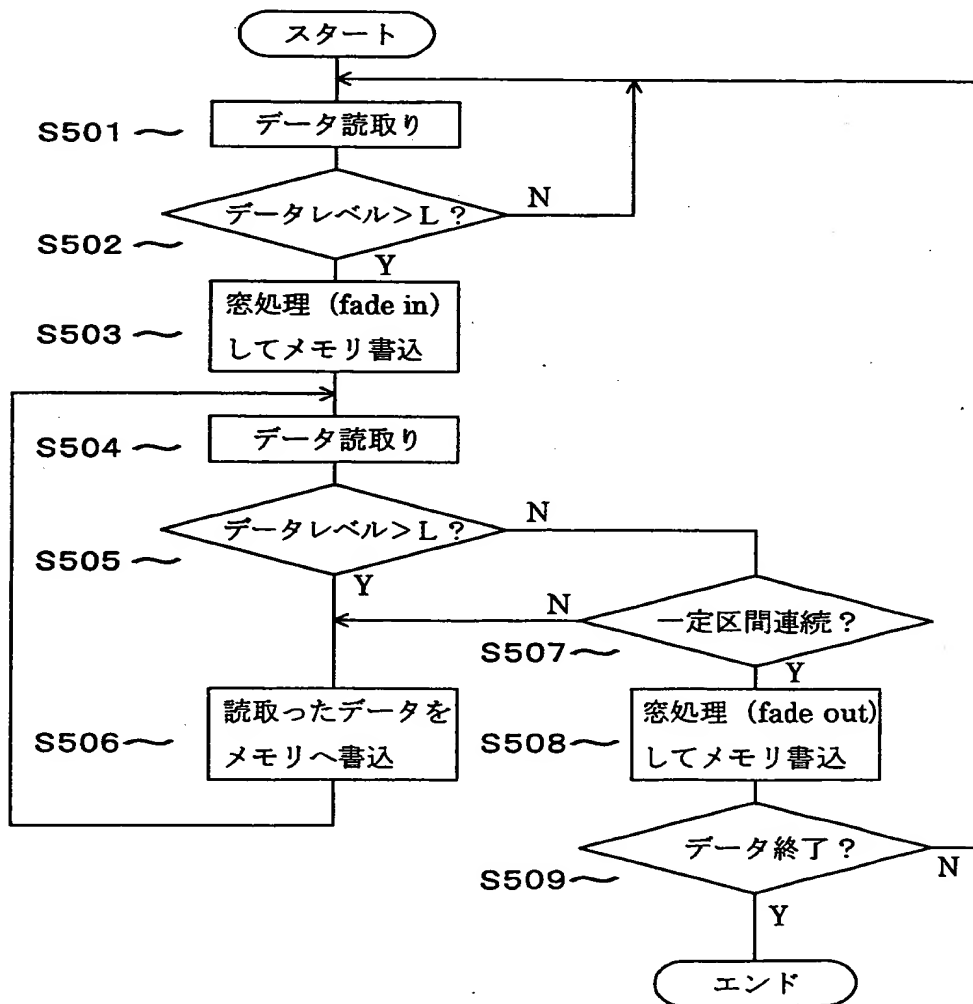 スタート
S501
データ読取り
データレベル>L?
N
S502
Y
窓処理 (fade in)
してメモリ書込
S503
S504
データ読取り
データレベル>L?
N
S505
Y
N
一定区間連続?
S507
Y
読取ったデータを
メモリへ書込
S506
窓処理 (fade out)
してメモリ書込
S508
データ終了?
N
S509
Y
エンド